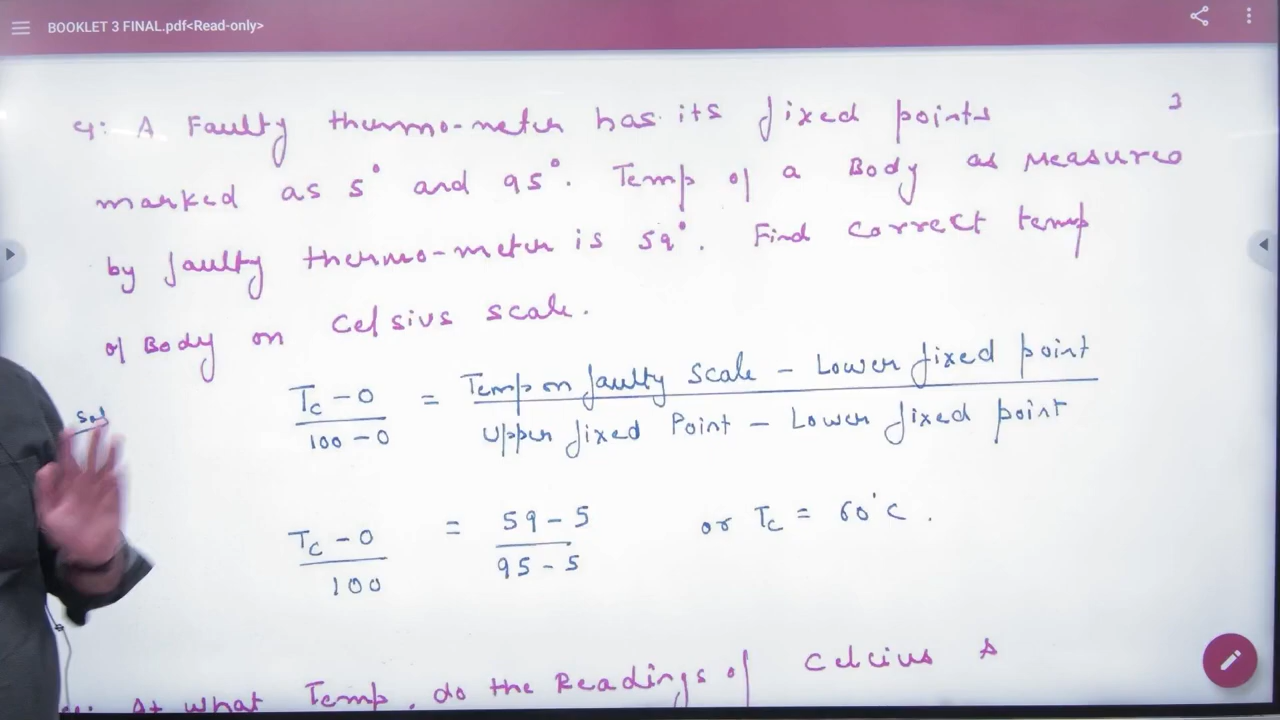 BOOKLET 3 FINAL.pdf<Read-only>
3
Q: A Faulty thermo-meter has its fixed points
marked as 5° and 95°. Temp of a Body as Measured
by faulty thermo-meter is 59°. Find correct temp
of Body on Celsius scale.
Sol
Tc - 0 / 100 - 0 = Temp on faulty scale - Lower fixed point / Upper fixed Point - Lower fixed point
Tc - 0 / 100 = 59 - 5 / 95 - 5 or Tc = 60°C.
At what Temp. do the Readings of Celcius &